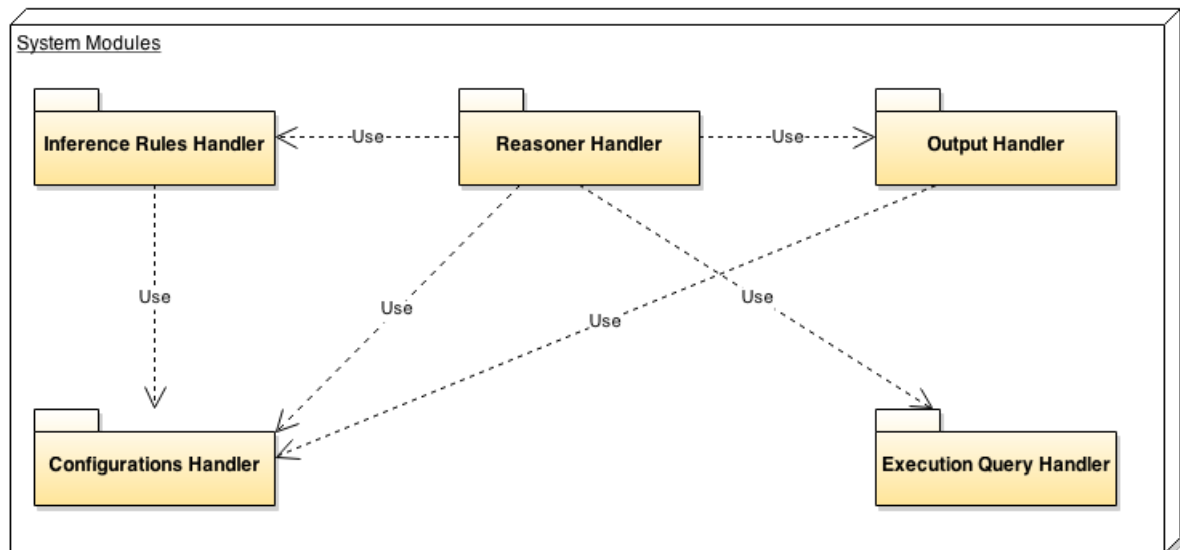 System Modules
Inference Rules Handler
Use
Reasoner Handler
Use
Output Handler
Use
Use
Use
Use
Configurations Handler
Execution Query Handler